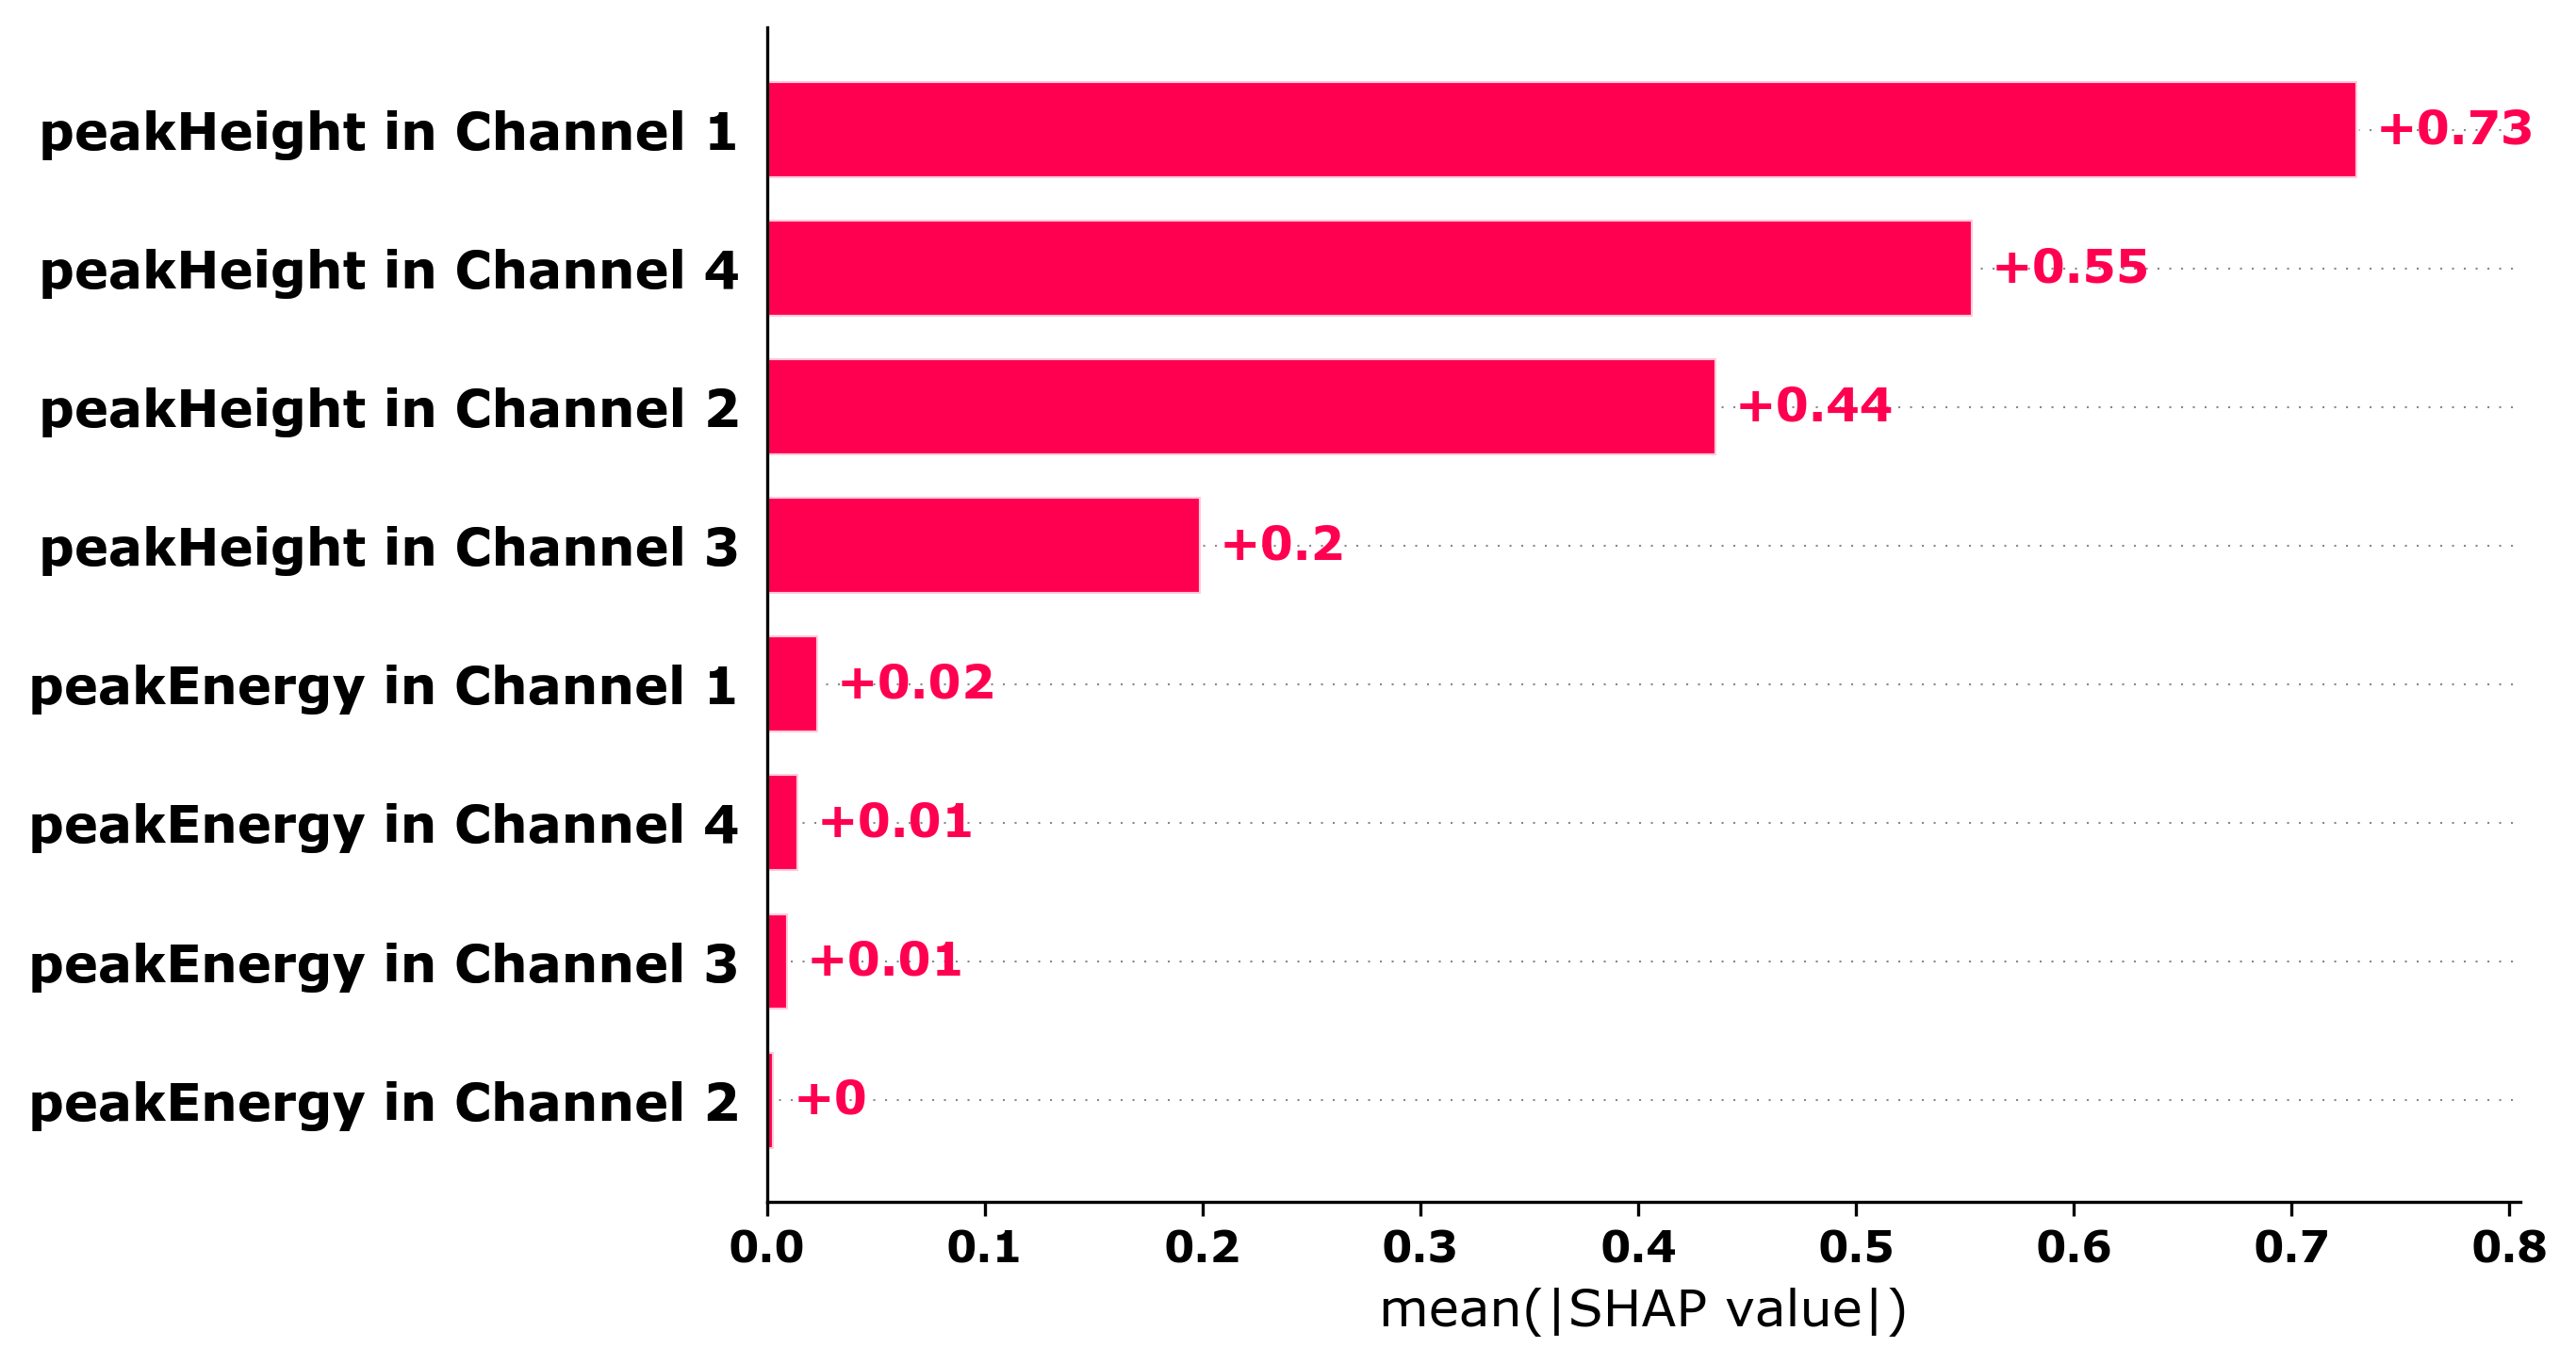 peakHeight in Channel 1 +0.73
peakHeight in Channel 4 +0.55
peakHeight in Channel 2 +0.44
peakHeight in Channel 3 +0.2
peakEnergy in Channel 1 +0.02
peakEnergy in Channel 4 +0.01
peakEnergy in Channel 3 +0.01
peakEnergy in Channel 2 +0
0.0 0.1 0.2 0.3 0.4 0.5 0.6 0.7 0.8
mean(|SHAP value|)